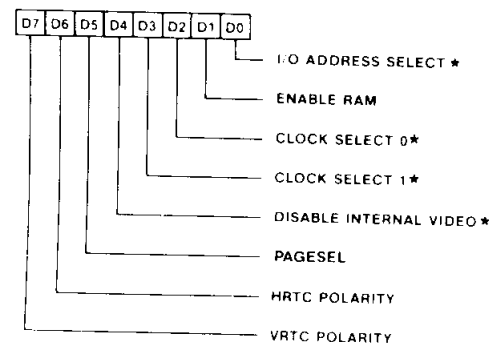 D7 D6 D5 D4 D3 D2 D1 D0
I/O ADDRESS SELECT ★
ENABLE RAM
CLOCK SELECT 0★
CLOCK SELECT 1★
DISABLE INTERNAL VIDEO★
PAGESEL
HRTC POLARITY
VRTC POLARITY